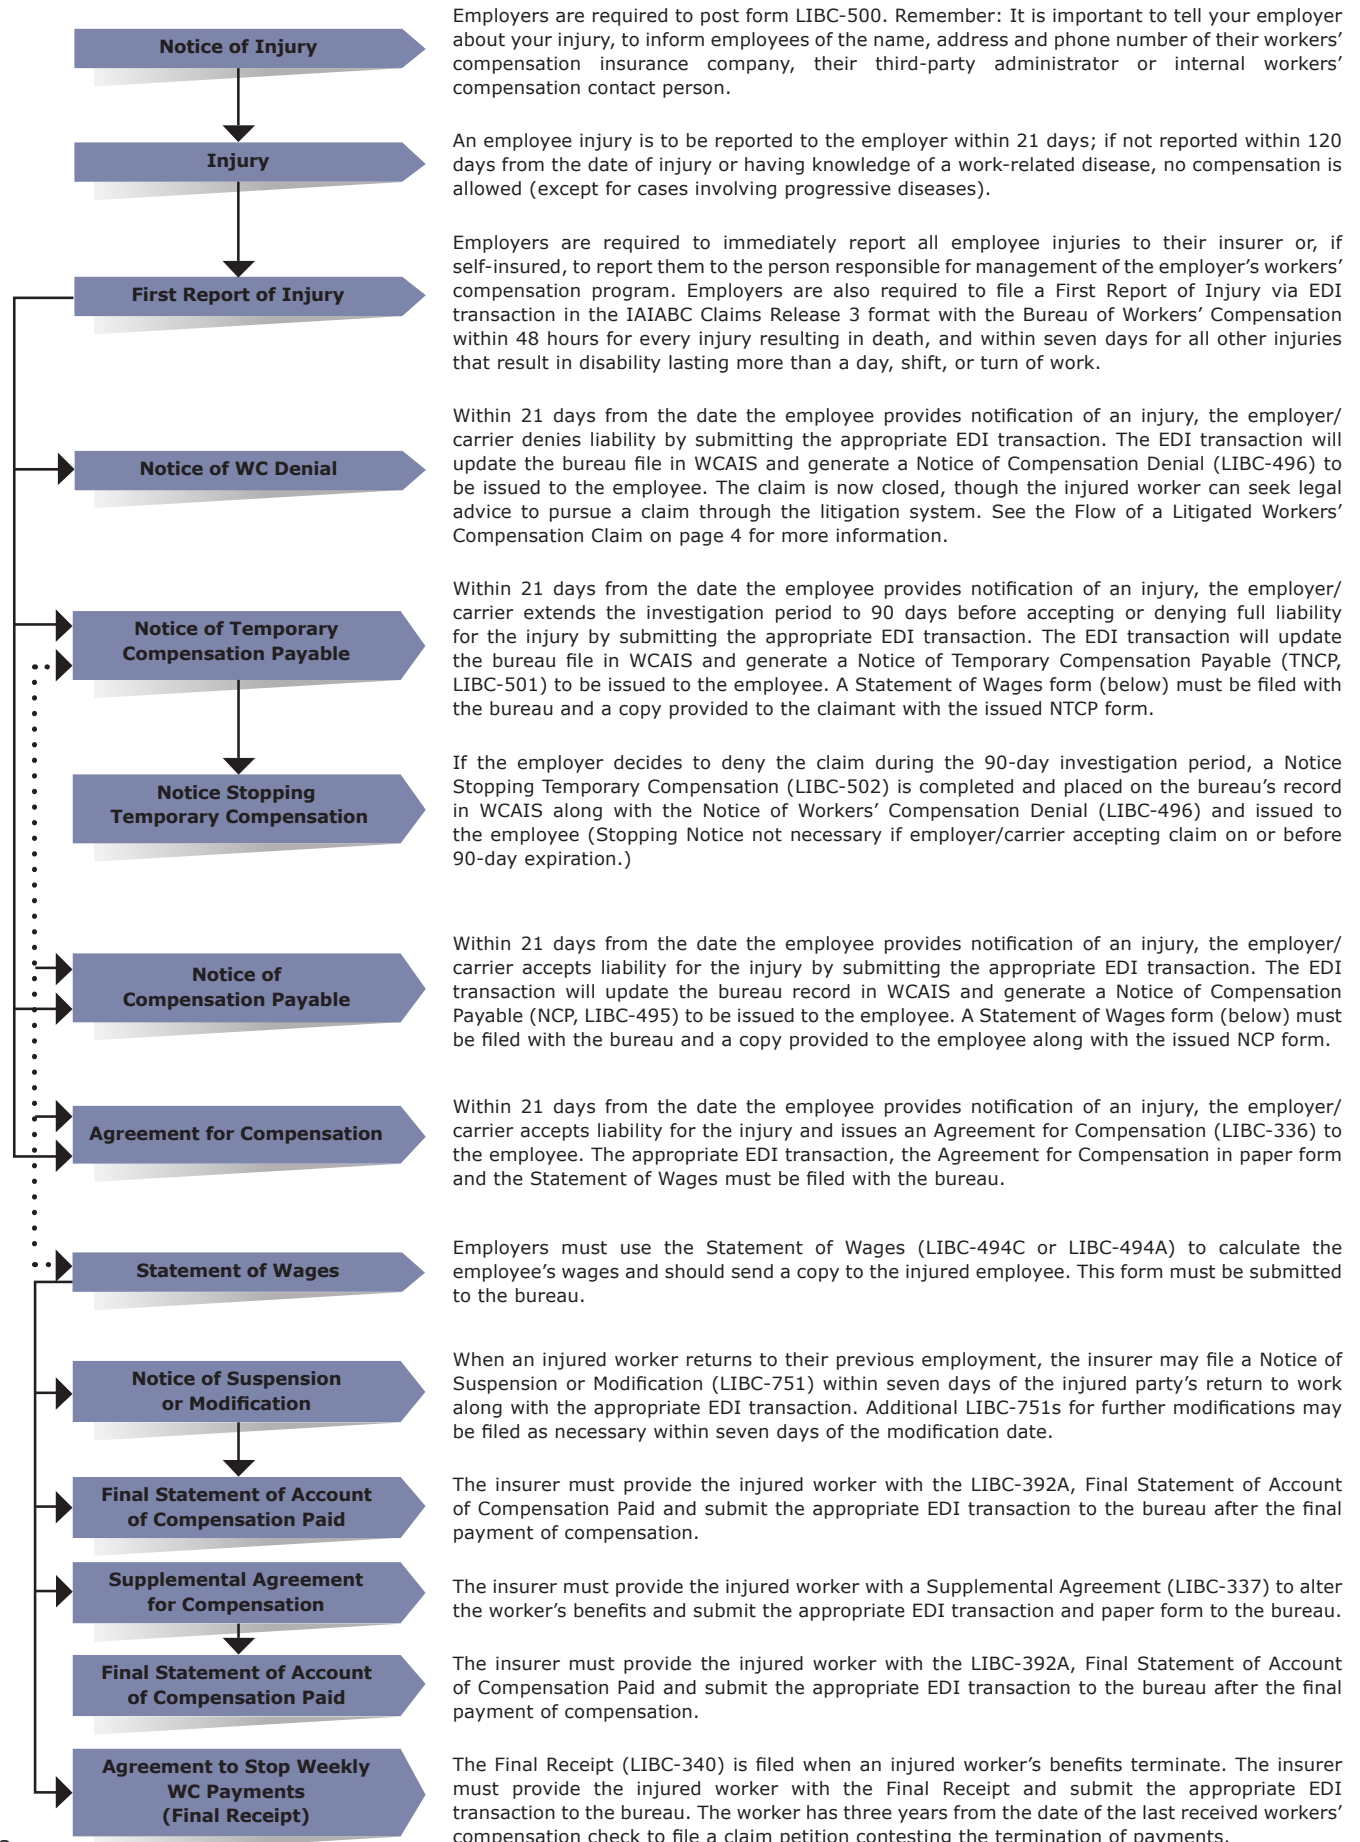 Notice of Injury
Employers are required to post form LIBC-500. Remember: It is important to tell your employer
about your injury, to inform employees of the name, address and phone number of their workers’
compensation insurance company, their third-party administrator or internal workers’
compensation contact person.
Injury
An employee injury is to be reported to the employer within 21 days; if not reported within 120
days from the date of injury or having knowledge of a work-related disease, no compensation is
allowed (except for cases involving progressive diseases).
First Report of Injury
Employers are required to immediately report all employee injuries to their insurer or, if
self-insured, to report them to the person responsible for management of the employer’s workers’
compensation program. Employers are also required to file a First Report of Injury via EDI
transaction in the IAIABC Claims Release 3 format with the Bureau of Workers’ Compensation
within 48 hours for every injury resulting in death, and within seven days for all other injuries
that result in disability lasting more than a day, shift, or turn of work.
Notice of WC Denial
Within 21 days from the date the employee provides notification of an injury, the employer/
carrier denies liability by submitting the appropriate EDI transaction. The EDI transaction will
update the bureau file in WCAIS and generate a Notice of Compensation Denial (LIBC-496) to
be issued to the employee. The claim is now closed, though the injured worker can seek legal
advice to pursue a claim through the litigation system. See the Flow of a Litigated Workers’
Compensation Claim on page 4 for more information.
Notice of Temporary
Compensation Payable
Within 21 days from the date the employee provides notification of an injury, the employer/
carrier extends the investigation period to 90 days before accepting or denying full liability
for the injury by submitting the appropriate EDI transaction. The EDI transaction will update
the bureau file in WCAIS and generate a Notice of Temporary Compensation Payable (TNCP,
LIBC-501) to be issued to the employee. A Statement of Wages form (below) must be filed with
the bureau and a copy provided to the claimant with the issued NTCP form.
Notice Stopping
Temporary Compensation
If the employer decides to deny the claim during the 90-day investigation period, a Notice
Stopping Temporary Compensation (LIBC-502) is completed and placed on the bureau’s record
in WCAIS along with the Notice of Workers’ Compensation Denial (LIBC-496) and issued to
the employee (Stopping Notice not necessary if employer/carrier accepting claim on or before
90-day expiration.)
Notice of
Compensation Payable
Within 21 days from the date the employee provides notification of an injury, the employer/
carrier accepts liability for the injury by submitting the appropriate EDI transaction. The EDI
transaction will update the bureau record in WCAIS and generate a Notice of Compensation
Payable (NCP, LIBC-495) to be issued to the employee. A Statement of Wages form (below) must
be filed with the bureau and a copy provided to the employee along with the issued NCP form.
Agreement for Compensation
Within 21 days from the date the employee provides notification of an injury, the employer/
carrier accepts liability for the injury and issues an Agreement for Compensation (LIBC-336) to
the employee. The appropriate EDI transaction, the Agreement for Compensation in paper form
and the Statement of Wages must be filed with the bureau.
Statement of Wages
Employers must use the Statement of Wages (LIBC-494C or LIBC-494A) to calculate the
employee’s wages and should send a copy to the injured employee. This form must be submitted
to the bureau.
Notice of Suspension
or Modification
When an injured worker returns to their previous employment, the insurer may file a Notice of
Suspension or Modification (LIBC-751) within seven days of the injured party’s return to work
along with the appropriate EDI transaction. Additional LIBC-751s for further modifications may
be filed as necessary within seven days of the modification date.
Final Statement of Account
of Compensation Paid
The insurer must provide the injured worker with the LIBC-392A, Final Statement of Account
of Compensation Paid and submit the appropriate EDI transaction to the bureau after the final
payment of compensation.
Supplemental Agreement
for Compensation
The insurer must provide the injured worker with a Supplemental Agreement (LIBC-337) to alter
the worker’s benefits and submit the appropriate EDI transaction and paper form to the bureau.
Final Statement of Account
of Compensation Paid
The insurer must provide the injured worker with the LIBC-392A, Final Statement of Account
of Compensation Paid and submit the appropriate EDI transaction to the bureau after the final
payment of compensation.
Agreement to Stop Weekly
WC Payments
(Final Receipt)
The Final Receipt (LIBC-340) is filed when an injured worker’s benefits terminate. The insurer
must provide the injured worker with the Final Receipt and submit the appropriate EDI
transaction to the bureau. The worker has three years from the date of the last received workers’
compensation check to file a claim petition contesting the termination of payments.